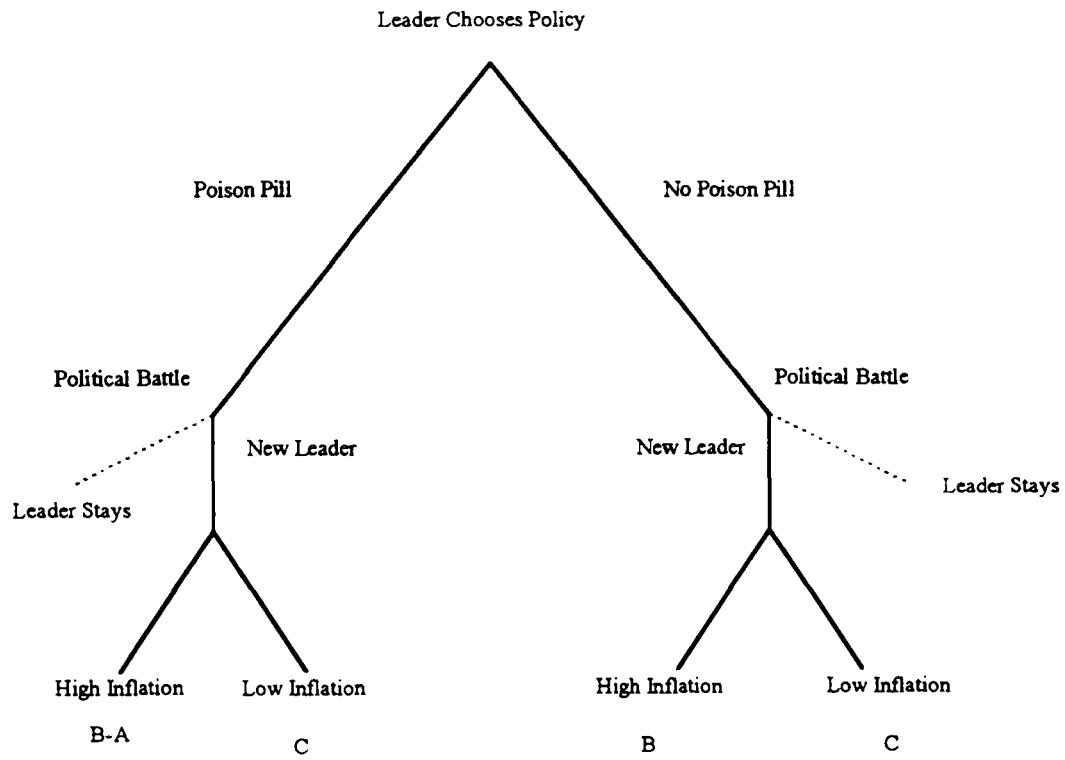 Leader Chooses Policy
Poison Pill
No Poison Pill
Political Battle
Political Battle
New Leader
New Leader
Leader Stays
Leader Stays
High Inflation
Low Inflation
High Inflation
Low Inflation
B-A
C
B
C